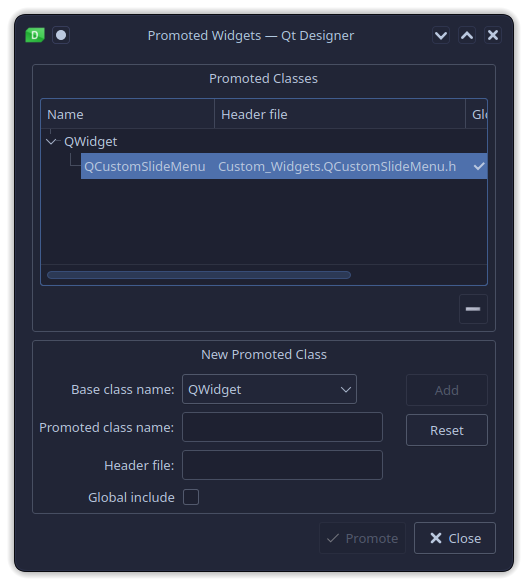 D
Promoted Widgets — Qt Designer
Promoted Classes
Name Header file Glo
QWidget
QCustomSlideMenu Custom_Widgets.QCustomSlideMenu.h
New Promoted Class
Base class name: QWidget Add
Promoted class name: Reset
Header file:
Global include
Promote Close